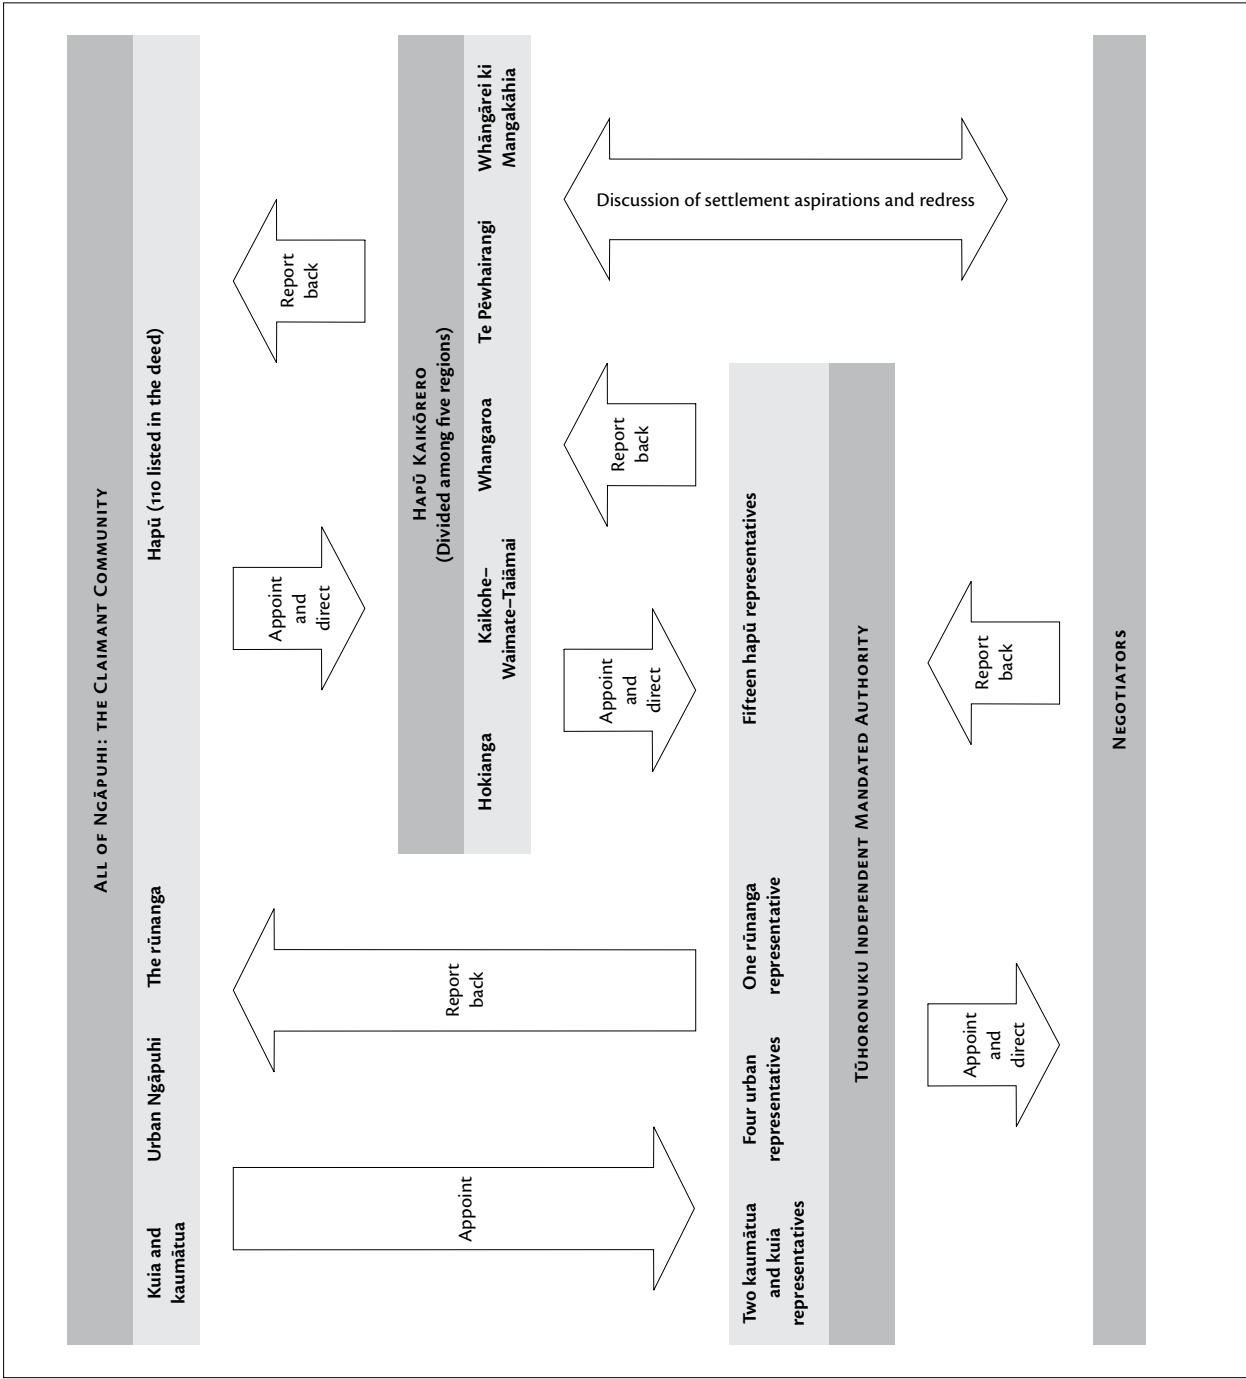 All of Ngāpuhi: the Claimant Community
Kuia and
kaumātua
Urban Ngāpuhi
The rūnanga
Hapū (110 listed in the deed)
Appoint
Report
back
Appoint
and
direct
Report
back
Hapū Kaikōrero
(Divided among five regions)
Hokianga
Kaikohe–
Waimate–Taiāmai
Whangaroa
Te Pēwhairangi
Whāngārei ki
Mangakāhia
Appoint
and
direct
Report
back
Discussion of settlement aspirations and redress
Two kaumātua
and kuia
representatives
Four urban
representatives
One rūnanga
representative
Fifteen hapū representatives
Tūhoronuku Independent Mandated Authority
Appoint
and
direct
Report
back
Negotiators